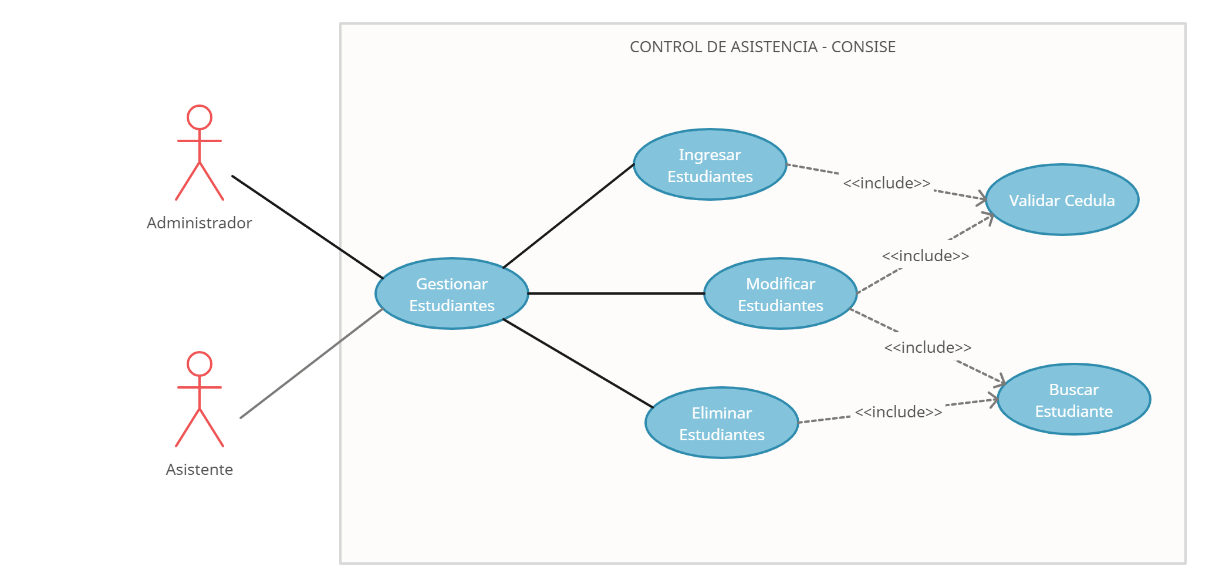 CONTROL DE ASISTENCIA - CONSISE
Administrador
Asistente
Gestionar
Estudiantes
Ingresar
Estudiantes
Modificar
Estudiantes
Eliminar
Estudiantes
<<include>>
<<include>>
<<include>>
<<include>>
Validar Cedula
Buscar
Estudiante